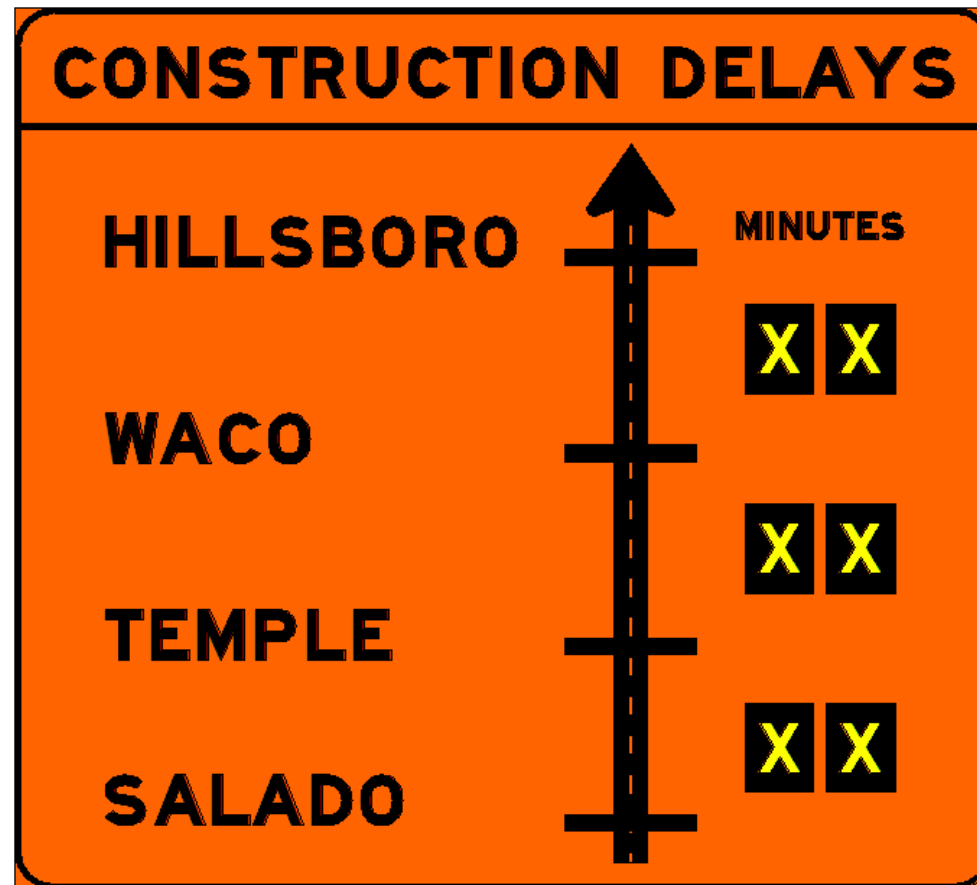 CONSTRUCTION DELAYS
HILLSBORO
MINUTES
X X
WACO
X X
TEMPLE
X X
SALADO